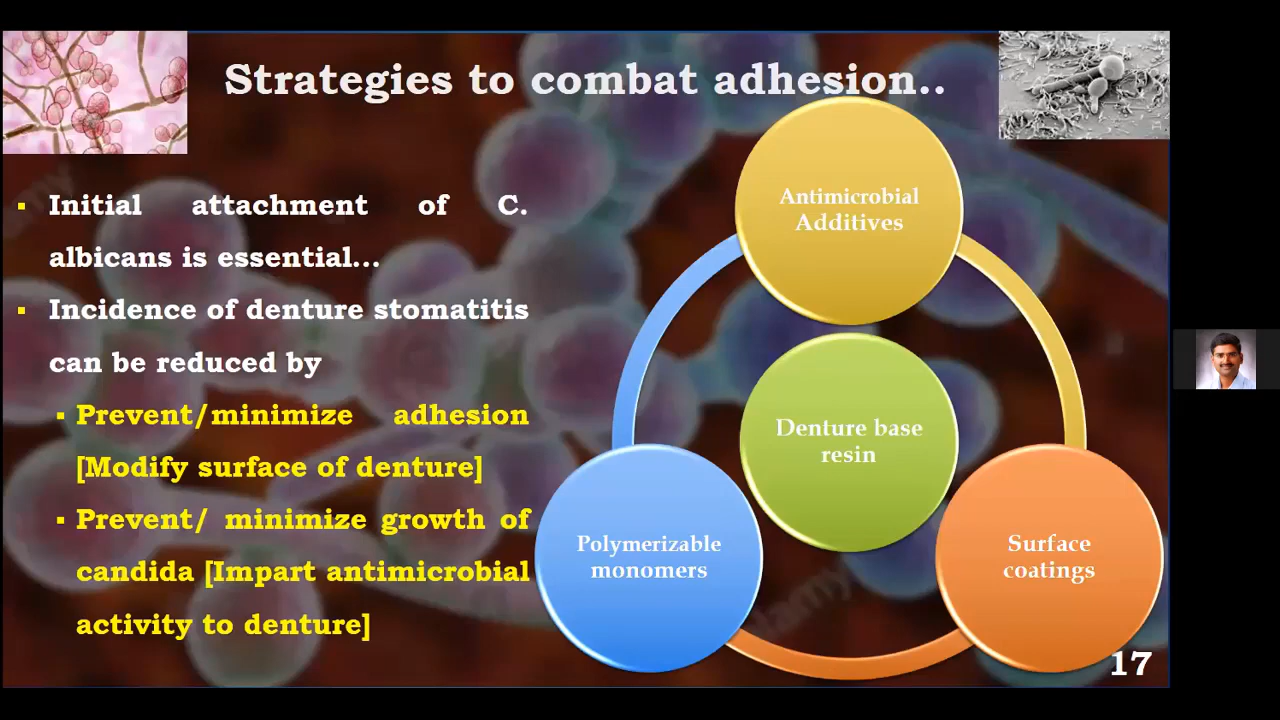 Strategies to combat adhesion..
Initial attachment of C.
albicans is essential...
Incidence of denture stomatitis
can be reduced by
Prevent/minimize adhesion
[Modify surface of denture]
Prevent/ minimize growth of
candida [Impart antimicrobial
activity to denture]
Antimicrobial
Additives
Denture base
resin
Polymerizable
monomers
Surface
coatings
17